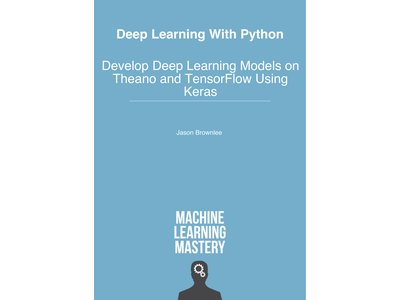 Deep Learning With Python
Develop Deep Learning Models on
Theano and TensorFlow Using
Keras
Jason Brownlee
MACHINE
LEARNING
MASTERY